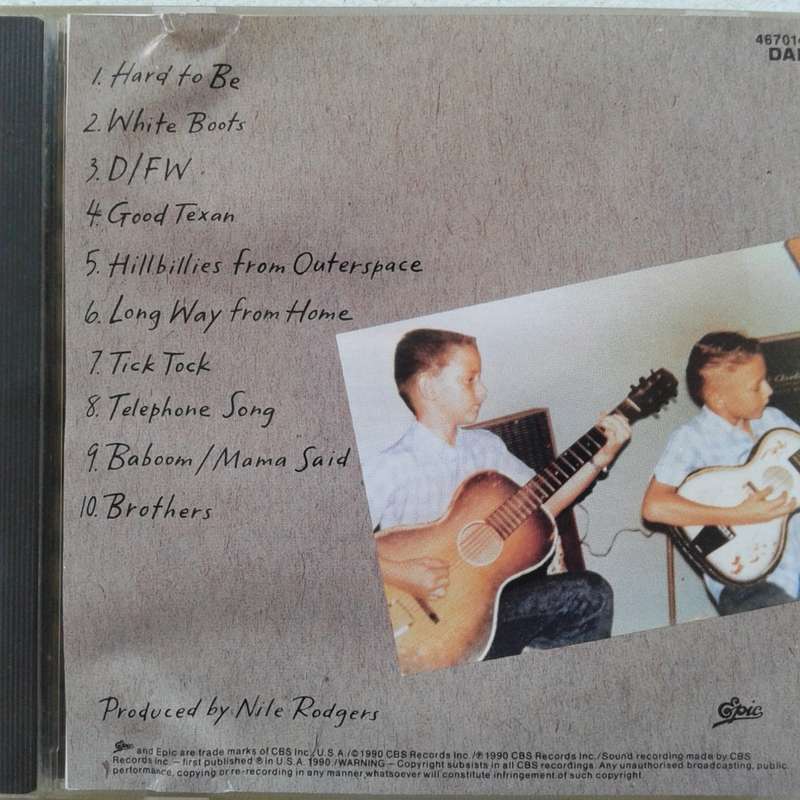 467014
DAI
1. Hard to Be
2. White Boots
3. D/FW
4. Good Texan
5. Hillbillies from Outerspace
6. Long Way from Home
7. Tick Tock
8. Telephone Song
9. Baboom/Mama Said
10. Brothers
Produced by Nile Rodgers
Epic
Epic and Epic are trade marks of CBS Inc./U.S.A./© 1990 CBS Records Inc./℗ 1990 CBS Records Inc./Sound recording made by CBS
Records Inc. – first published ℗ in U.S.A. 1990./WARNING – Copyright subsists in all CBS recordings. Any unauthorised broadcasting, public
performance, copying or re-recording in any manner whatsoever will constitute infringement of such copyright.